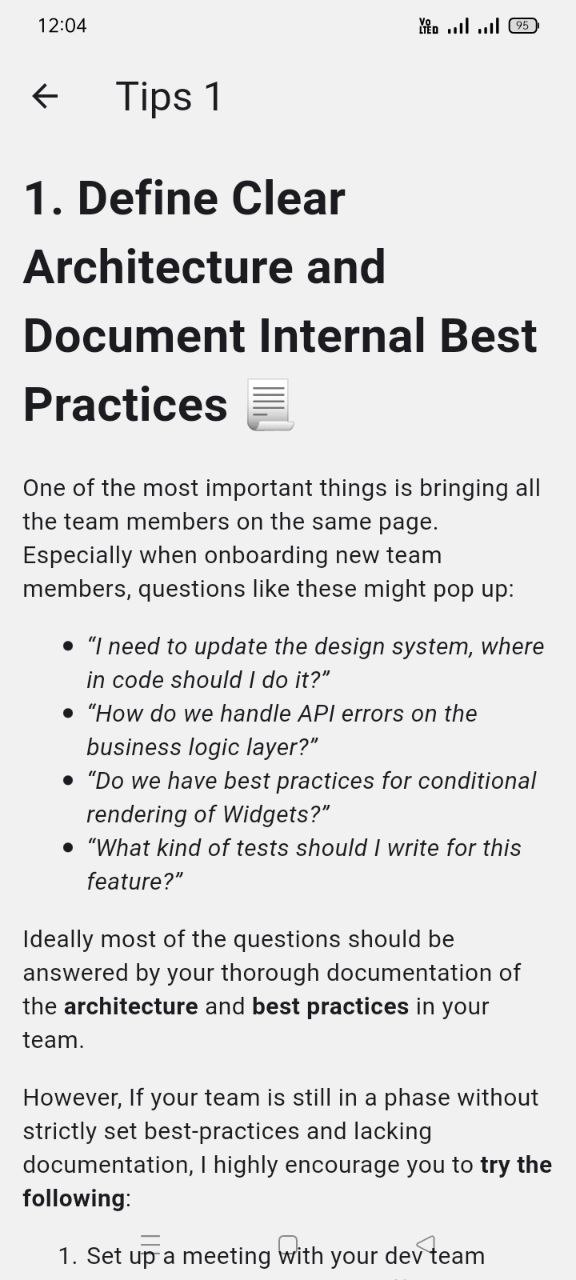 12:04
Vo LTED 95
Tips 1
1. Define Clear
Architecture and
Document Internal Best
Practices
One of the most important things is bringing all
the team members on the same page.
Especially when onboarding new team
members, questions like these might pop up:
• “I need to update the design system, where
in code should I do it?”
• “How do we handle API errors on the
business logic layer?”
• “Do we have best practices for conditional
rendering of Widgets?”
• “What kind of tests should I write for this
feature?”
Ideally most of the questions should be
answered by your thorough documentation of
the architecture and best practices in your
team.
However, If your team is still in a phase without
strictly set best-practices and lacking
documentation, I highly encourage you to try the
following:
1. Set up a meeting with your dev team